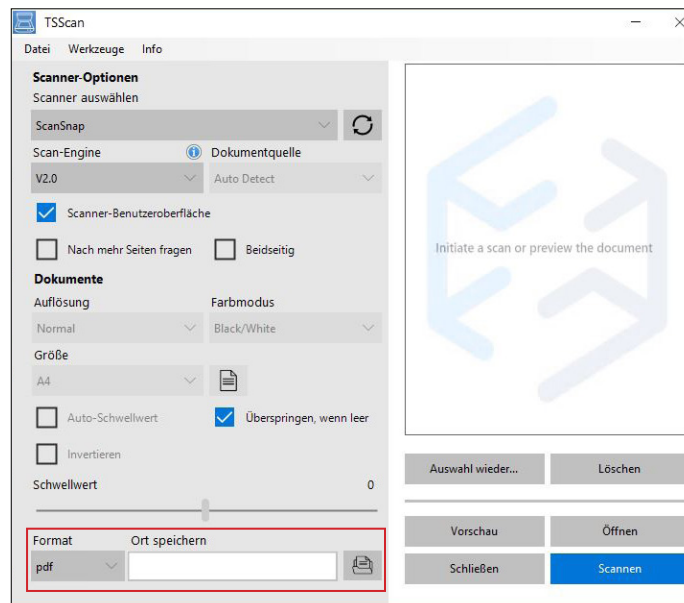 TSScan
Datei Werkzeuge Info
Scanner-Optionen
Scanner auswählen
ScanSnap
Scan-Engine Dokumentquelle
V2.0 Auto Detect
Scanner-Benutzeroberfläche
Nach mehr Seiten fragen Beidseitig
Dokumente
Auflösung Farbmodus
Normal Black/White
Größe
A4
Auto-Schwellwert Überspringen, wenn leer
Invertieren
Schwellwert 0
Format Ort speichern
pdf
Initiate a scan or preview the document
Auswahl wieder... Löschen
Vorschau Öffnen
Schließen Scannen